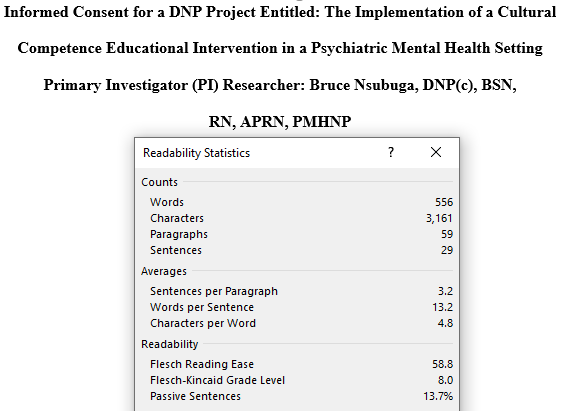 Informed Consent for a DNP Project Entitled: The Implementation of a Cultural
Competence Educational Intervention in a Psychiatric Mental Health Setting
Primary Investigator (PI) Researcher: Bruce Nsubuga, DNP(c), BSN,
RN, APRN, PMHNP
Readability Statistics ? ×
Counts
Words 556
Characters 3,161
Paragraphs 59
Sentences 29
Averages
Sentences per Paragraph 3.2
Words per Sentence 13.2
Characters per Word 4.8
Readability
Flesch Reading Ease 58.8
Flesch-Kincaid Grade Level 8.0
Passive Sentences 13.7%